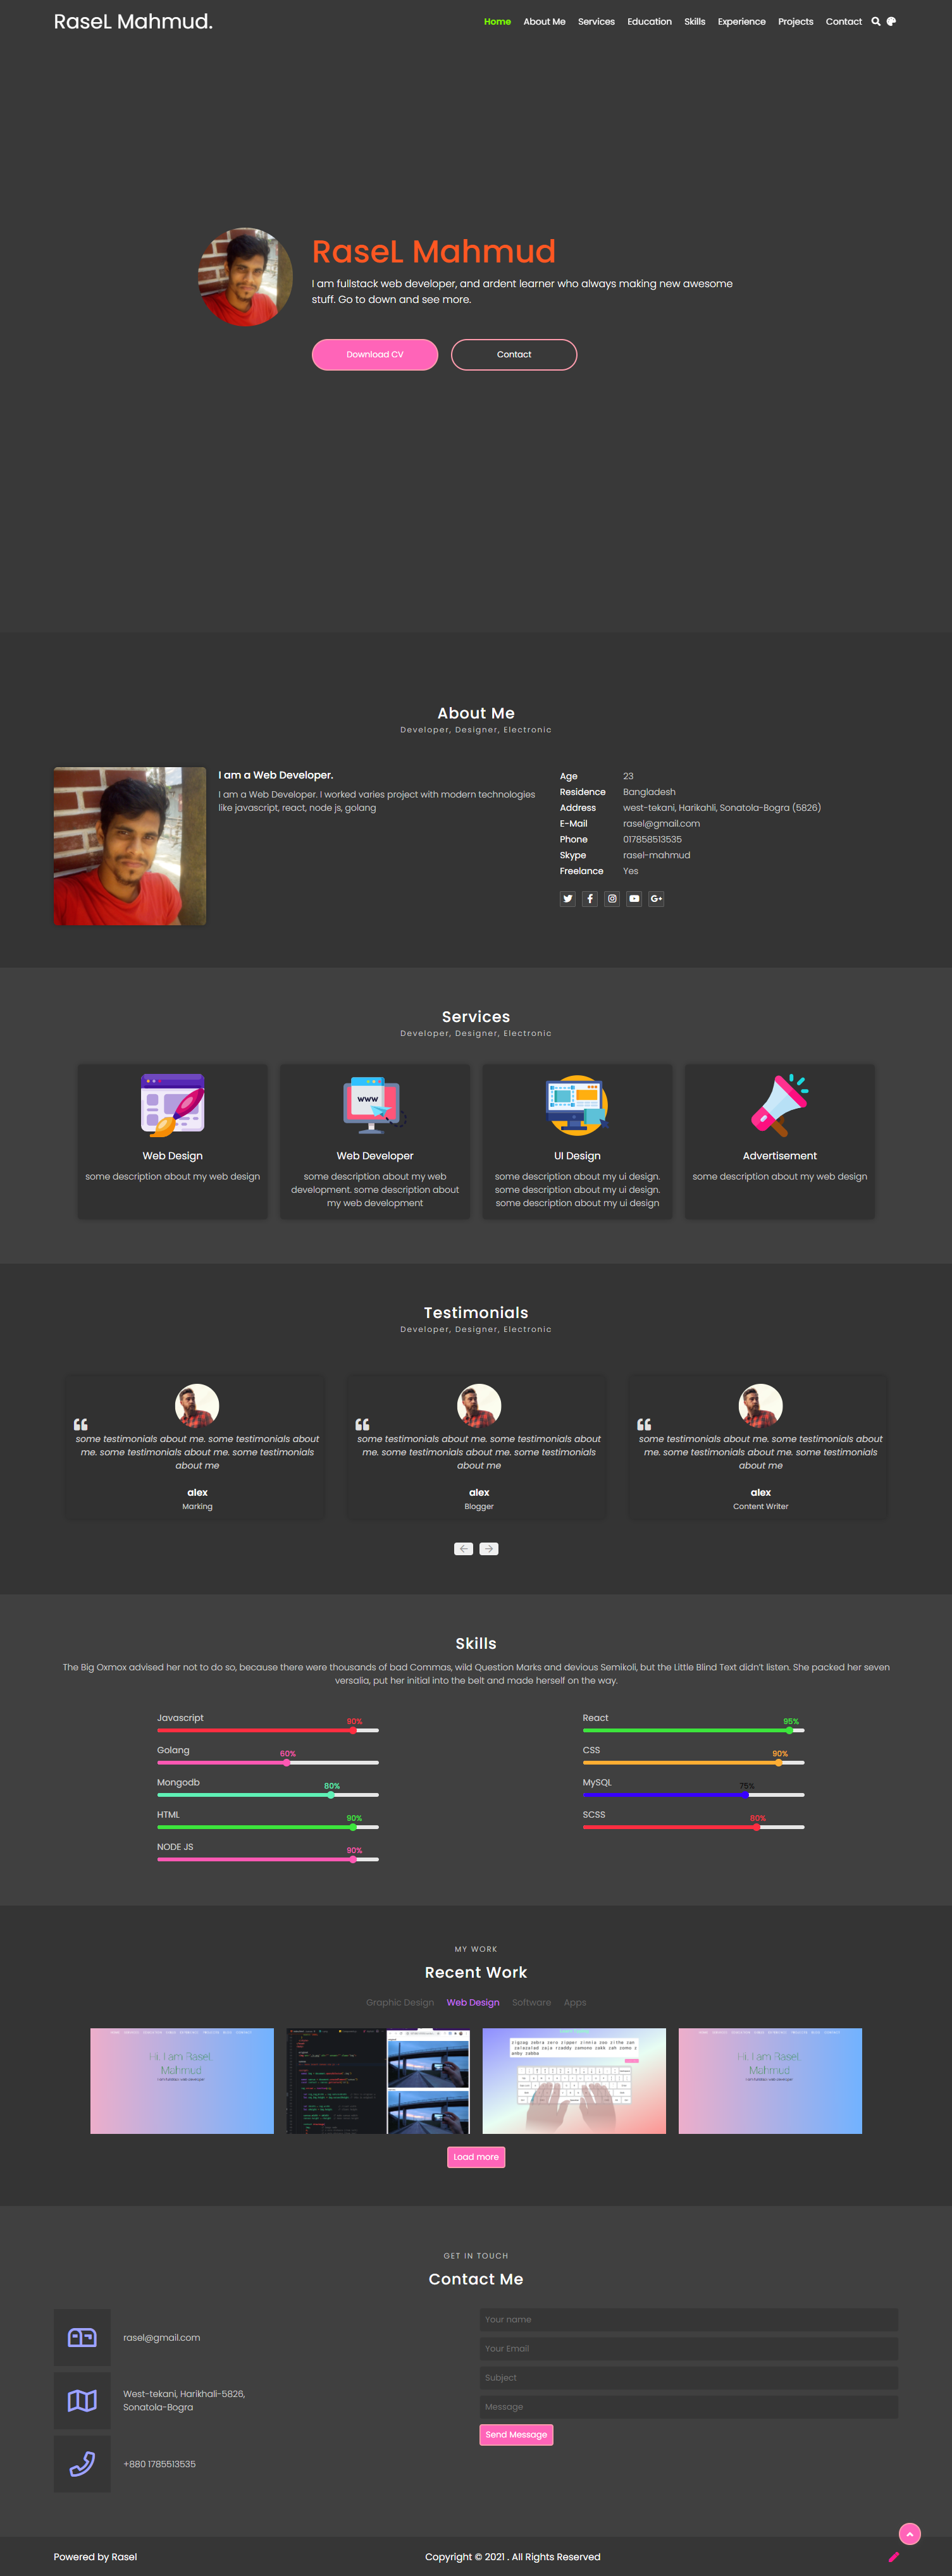 RaseL Mahmud.
Home About Me Services Education Skills Experience Projects Contact
RaseL Mahmud
I am fullstack web developer, and ardent learner who always making new awesome
stuff. Go to down and see more.
Download CV
Contact
About Me
Developer, Designer, Electronic
I am a Web Developer.
I am a Web Developer. I worked varies project with modern technologies
like javascript, react, node js, golang
Age 23
Residence Bangladesh
Address west-tekani, Harikahli, Sonatola-Bogra (5826)
E-Mail rasel@gmail.com
Phone 017858513535
Skype rasel-mahmud
Freelance Yes
G+
Services
Developer, Designer, Electronic
WWW
Web Design
some description about my web design
Web Developer
some description about my web
development. some description about
my web development
UI Design
some description about my ui design.
some description about my ui design.
some description about my ui design
Advertisement
some description about my web design
Testimonials
Developer, Designer, Electronic
some testimonials about me. some testimonials about
me. some testimonials about me. some testimonials
about me
alex
Marking
some testimonials about me. some testimonials about
me. some testimonials about me. some testimonials
about me
alex
Blogger
some testimonials about me. some testimonials about
me. some testimonials about me. some testimonials
about me
alex
Content Writer
Skills
The Big Oxmox advised her not to do so, because there were thousands of bad Commas, wild Question Marks and devious Semikoli, but the Little Blind Text didn't listen. She packed her seven
versalia, put her initial into the belt and made herself on the way.
Javascript
90%
Golang
60%
Mongodb
80%
HTML
90%
NODE JS
90%
React
95%
CSS
90%
MySQL
75%
SCSS
80%
MY WORK
Recent Work
Graphic Design Web Design Software Apps
Hi, I am RaseL
Mahmud
zigzag zebra zero zipper zinnia zoo zilho zan
Hi, I am RaseL
Mahmud
Load more
GET IN TOUCH
Contact Me
rasel@gmail.com
West-tekani, Harikhali-5826,
Sonatola-Bogra
+880 1785513535
Your name
Your Email
Subject
Message
Send Message
Powered by Rasel
Copyright © 2021 . All Rights Reserved